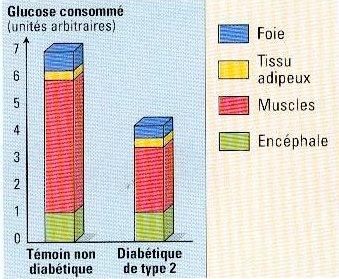 Glucose consommé
(unités arbitraires)
7
6
5
4
3
2
1
0
Témoin non
diabétique
Diabétique
de type 2
Foie
Tissu
adipeux
Muscles
Encéphale